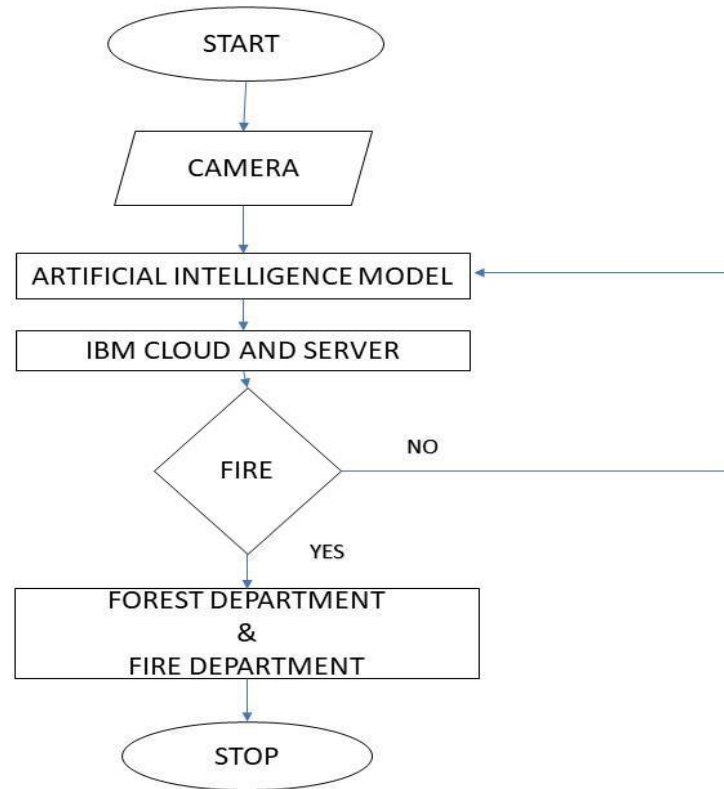 START
CAMERA
ARTIFICIAL INTELLIGENCE MODEL
IBM CLOUD AND SERVER
FIRE
NO
YES
FOREST DEPARTMENT
&
FIRE DEPARTMENT
STOP